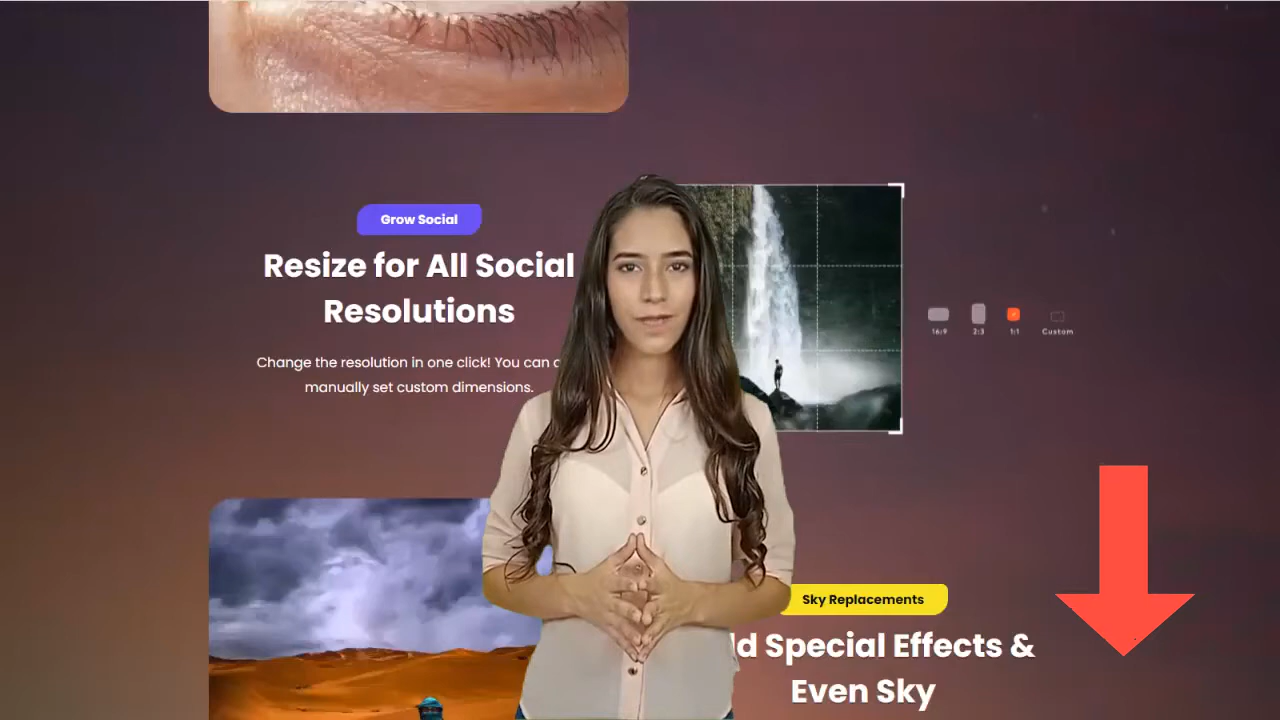 Grow Social
Resize for All Social
Resolutions
Change the resolution in one click! You can
manually set custom dimensions.
16:9
2:3
1:1
Custom
Sky Replacements
Special Effects &
Even Sky